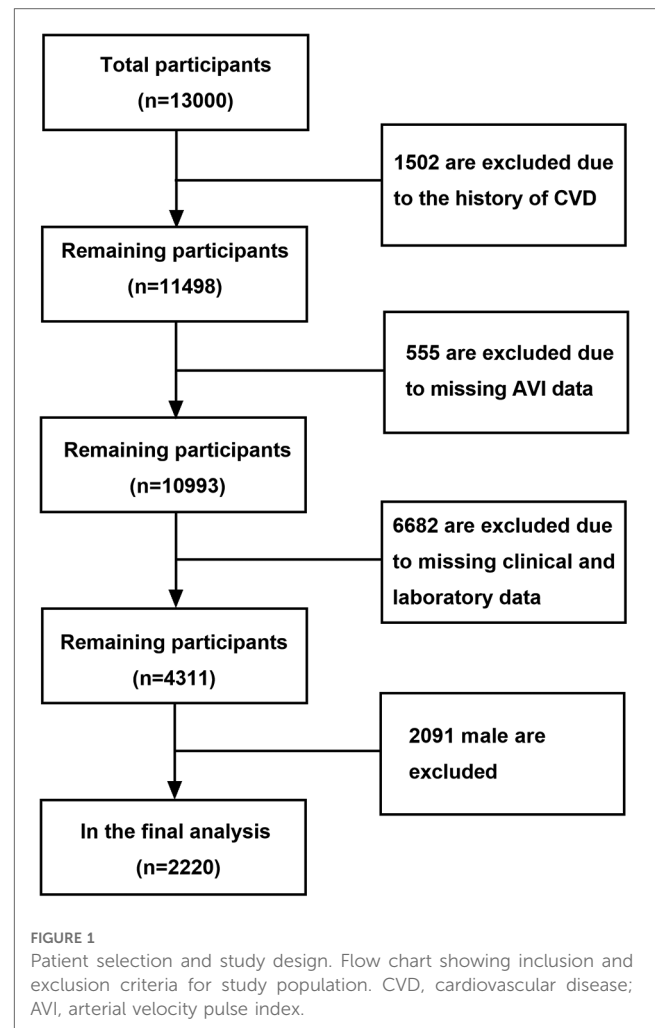 Total participants
(n=13000)
1502 are excluded due
to the history of CVD
Remaining participants
(n=11498)
555 are excluded due
to missing AVI data
Remaining participants
(n=10993)
6682 are excluded due
to missing clinical and
laboratory data
Remaining participants
(n=4311)
2091 male are
excluded
In the final analysis
(n=2220)
FIGURE 1
Patient selection and study design. Flow chart showing inclusion and
exclusion criteria for study population. CVD, cardiovascular disease;
AVI, arterial velocity pulse index.